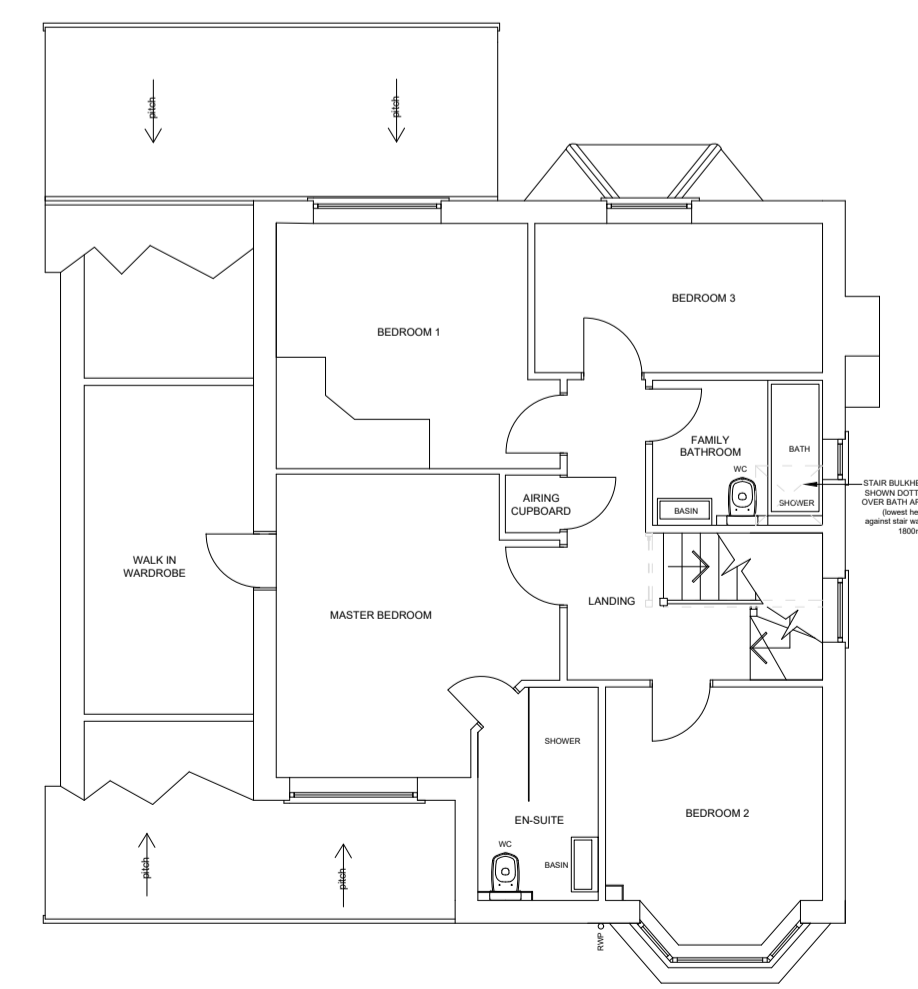 pitch
pitch
BEDROOM 3
BEDROOM 1
FAMILY
BATHROOM
BATH
WC
SHOWER
BASIN
STAIR BULKHE
SHOWN DOTT
OVER BATH AR
(lowest he
against stair wa
1800
AIRING
CUPBOARD
WALK IN
WARDROBE
MASTER BEDROOM
LANDING
SHOWER
EN-SUITE
BEDROOM 2
WC
BASIN
pitch
pitch
RWP